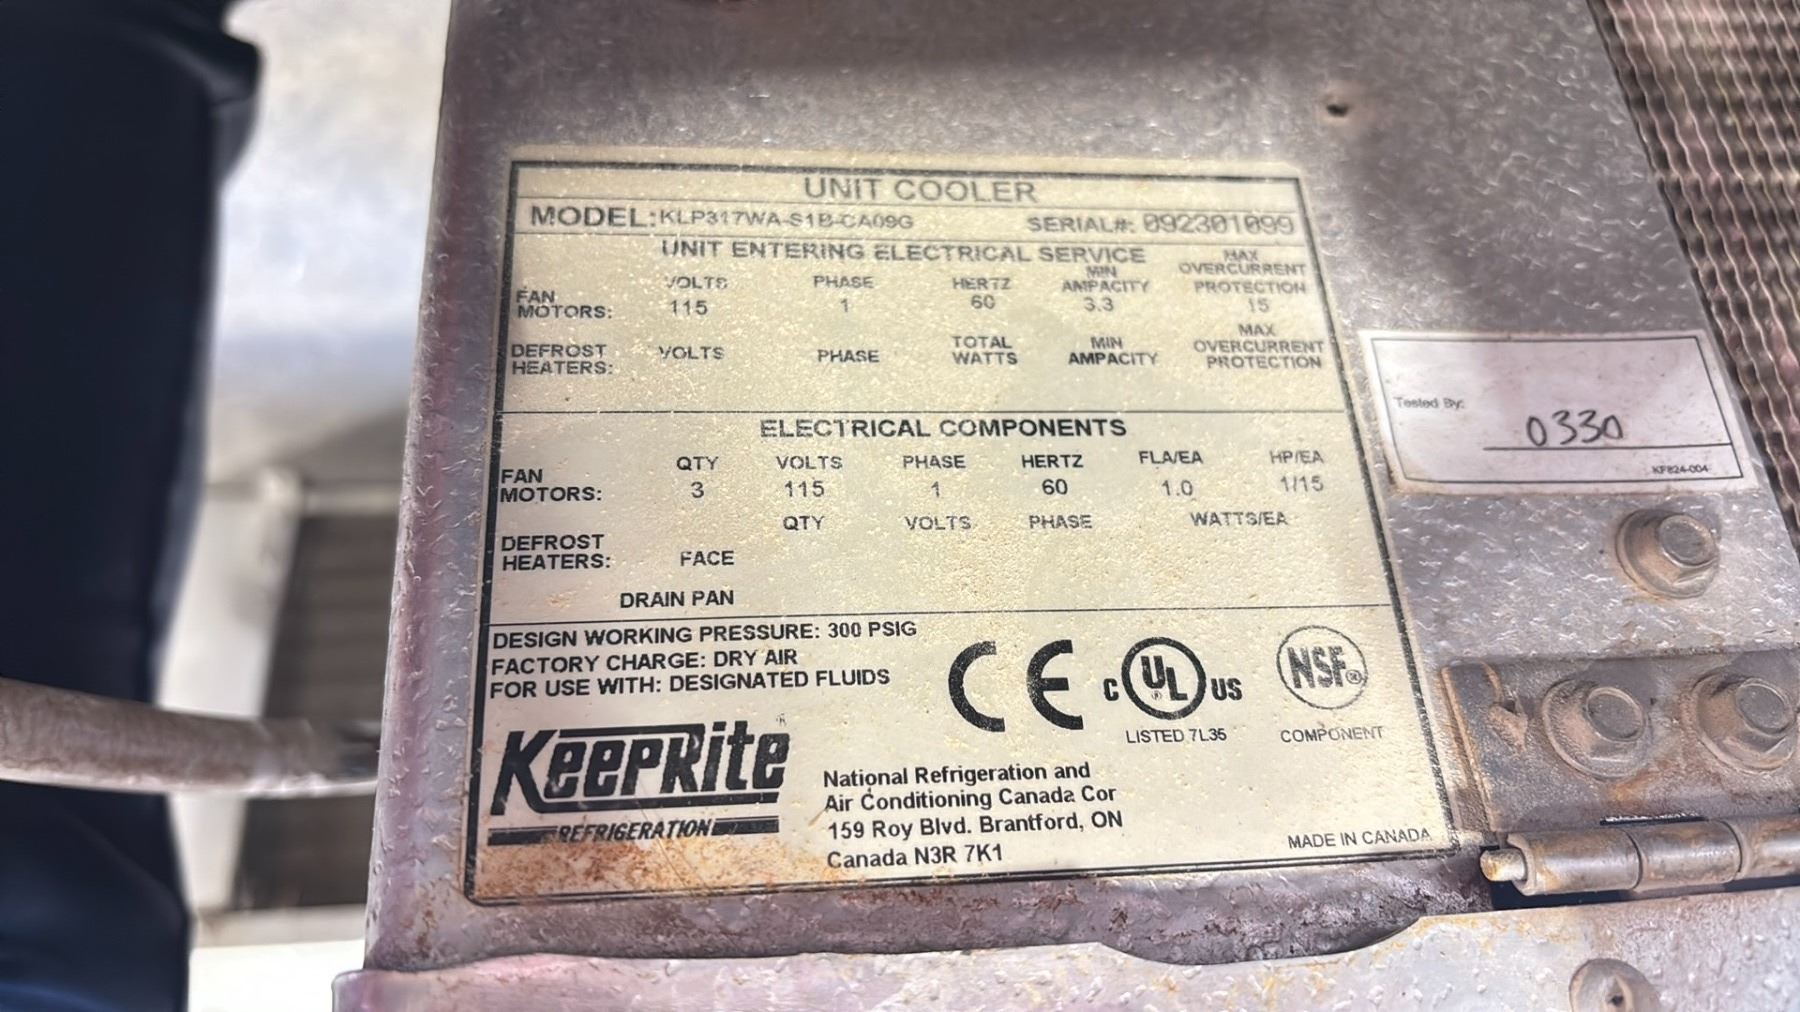 UNIT COOLER
MODEL: KLP317WA-S1B-CA09G SERIAL#: 092301099
UNIT ENTERING ELECTRICAL SERVICE
VOLTS PHASE HERTZ MIN AMPACITY MAX OVERCURRENT PROTECTION
FAN MOTORS: 115 1 60 3.3 15
DEFROST HEATERS: VOLTS PHASE TOTAL WATTS MIN AMPACITY MAX OVERCURRENT PROTECTION
ELECTRICAL COMPONENTS
QTY VOLTS PHASE HERTZ FLA/EA HP/EA
FAN MOTORS: 3 115 1 60 1.0 1/15
QTY VOLTS PHASE WATTS/EA
DEFROST HEATERS: FACE
DRAIN PAN
DESIGN WORKING PRESSURE: 300 PSIG
FACTORY CHARGE: DRY AIR
FOR USE WITH: DESIGNATED FLUIDS
CE
C UL US
LISTED 7L35
NSF
COMPONENT
KeepRite
REFRIGERATION
National Refrigeration and
Air Conditioning Canada Cor
159 Roy Blvd. Brantford, ON
Canada N3R 7K1
MADE IN CANADA
Tested By:
0330
KF824-004